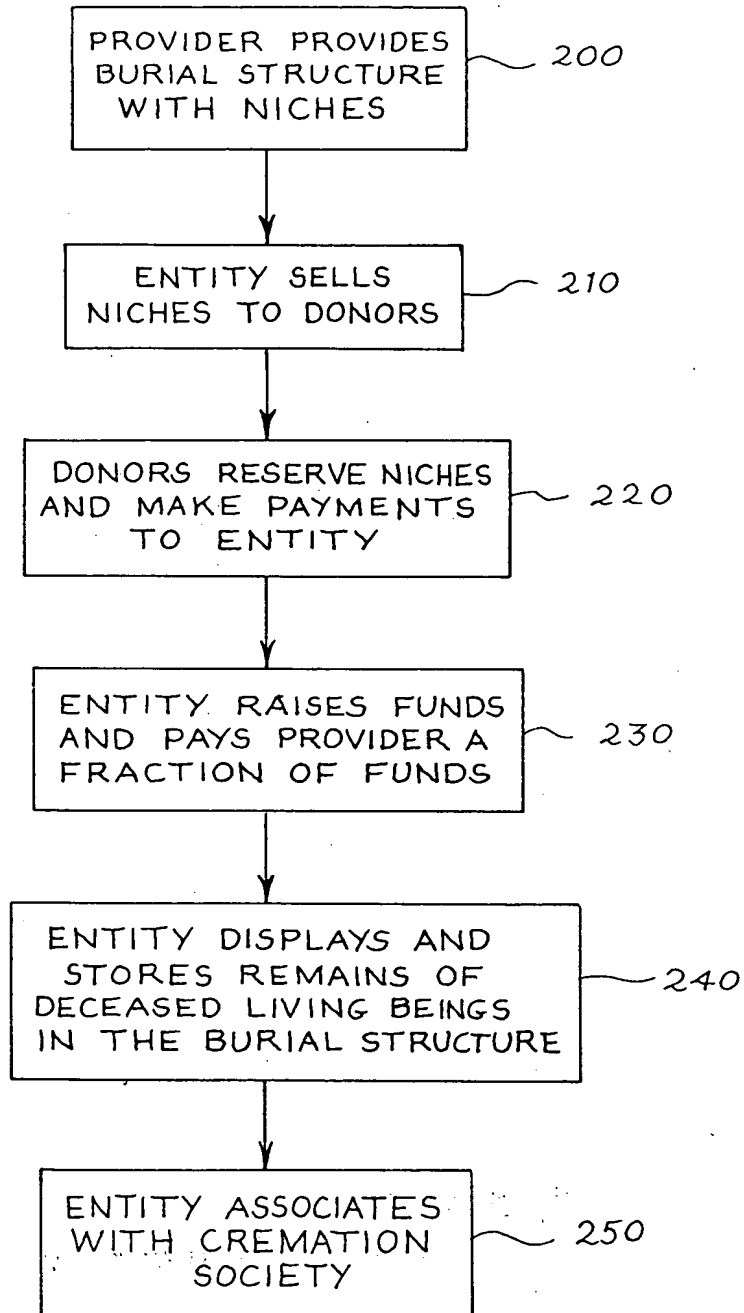 PROVIDER PROVIDES
BURIAL STRUCTURE
WITH NICHES
200
ENTITY SELLS
NICHES TO DONORS
210
DONORS RESERVE NICHES
AND MAKE PAYMENTS
TO ENTITY
220
ENTITY RAISES FUNDS
AND PAYS PROVIDER A
FRACTION OF FUNDS
230
ENTITY DISPLAYS AND
STORES REMAINS OF
DECEASED LIVING BEINGS
IN THE BURIAL STRUCTURE
240
ENTITY ASSOCIATES
WITH CREMATION
SOCIETY
250